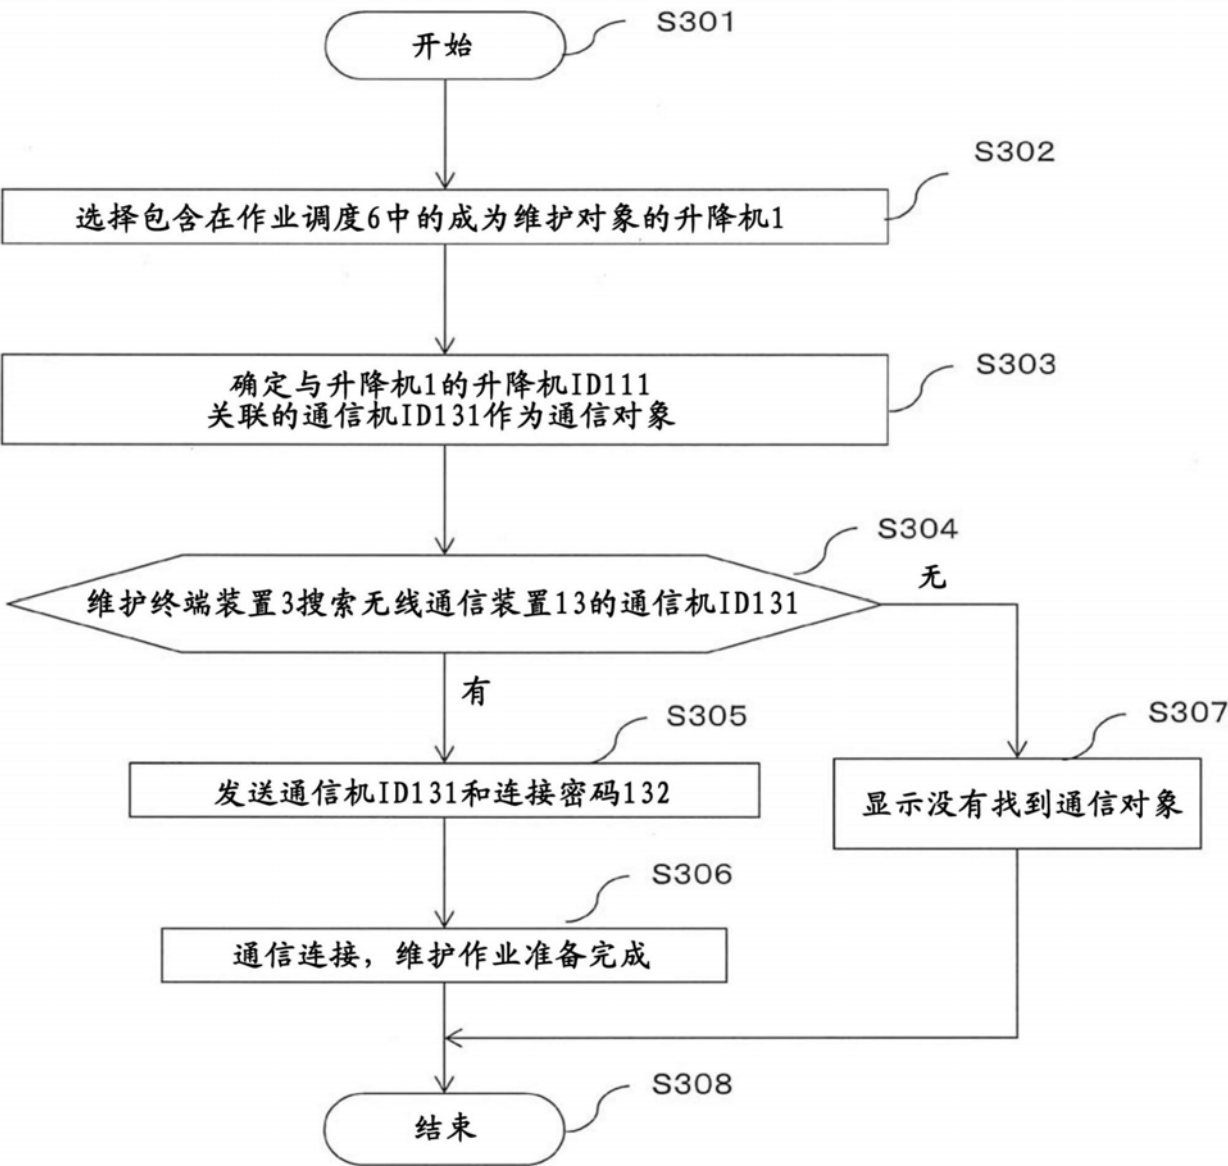 开始
S301
S302
选择包含在作业调度6中的成为维护对象的升降机1
S303
确定与升降机1的升降机ID111
关联的通信机ID131作为通信对象
S304
维护终端装置3搜索无线通信装置13的通信机ID131
无
有
S305
发送通信机ID131和连接密码132
S307
显示没有找到通信对象
S306
通信连接，维护作业准备完成
S308
结束